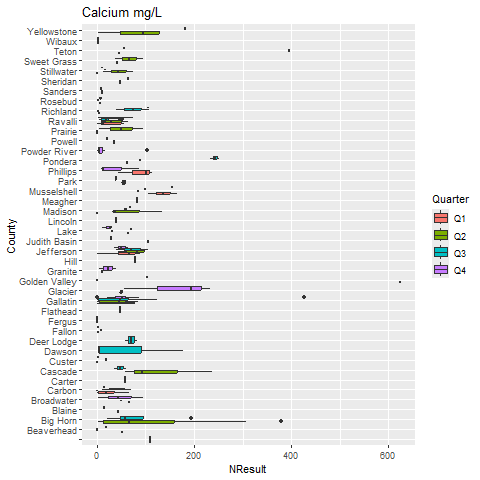 Calcium mg/L
Yellowstone
Wibaux
Teton
Sweet Grass
Stillwater
Sheridan
Sanders
Rosebud
Richland
Ravalli
Prairie
Powell
Powder River
Pondera
Phillips
Park
Musselshell
Meagher
Madison
Lincoln
Lake
Judith Basin
Jefferson
Hill
Granite
Golden Valley
Glacier
Gallatin
Flathead
Fergus
Fallon
Deer Lodge
Dawson
Custer
Cascade
Carter
Carbon
Broadwater
Blaine
Big Horn
Beaverhead
County
0 200 400 600
NResult
Quarter
Q1
Q2
Q3
Q4